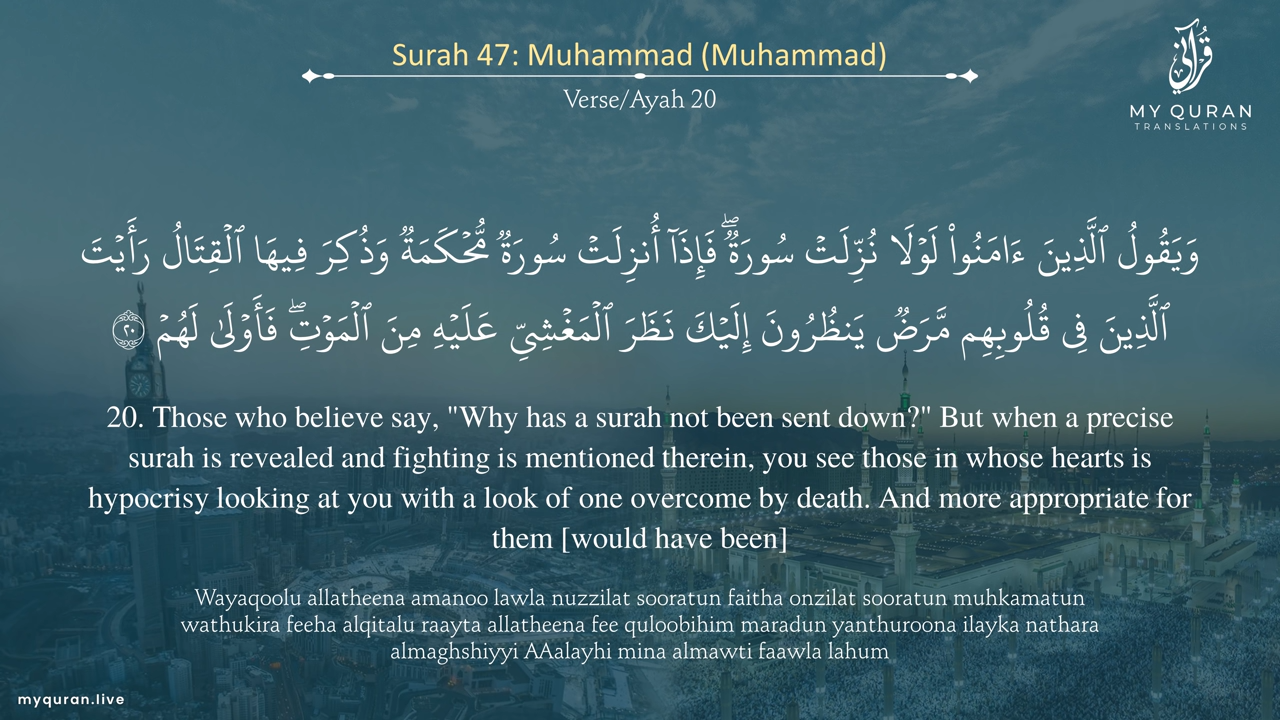 Surah 47: Muhammad (Muhammad)
Verse/Ayah 20
قرآني
MY QURAN
TRANSLATIONS
وَيَقُولُ ٱلَّذِينَ ءَامَنُوا۟ لَوْلَا نُزِّلَتْ سُورَةٌۖ فَإِذَآ أُنزِلَتْ سُورَةٌ مُّحْكَمَةٌ وَذُكِرَ فِيهَا ٱلْقِتَالُ رَأَيْتَ
ٱلَّذِينَ فِى قُلُوبِهِم مَّرَضٌ يَنظُرُونَ إِلَيْكَ نَظَرَ ٱلْمَغْشِىِّ عَلَيْهِ مِنَ ٱلْمَوْتِۖ فَأَوْلَىٰ لَهُمْ ٢٠
20. Those who believe say, "Why has a surah not been sent down?" But when a precise
surah is revealed and fighting is mentioned therein, you see those in whose hearts is
hypocrisy looking at you with a look of one overcome by death. And more appropriate for
them [would have been]
Wayaqoolu allatheena amanoo lawla nuzzilat sooratun faitha onzilat sooratun muhkamatun
wathukira feeha alqitalu raayta allatheena fee quloobihim maradun yanthuroona ilayka nathara
almaghshiyyi AAalayhi mina almawti faawla lahum
myquran.live